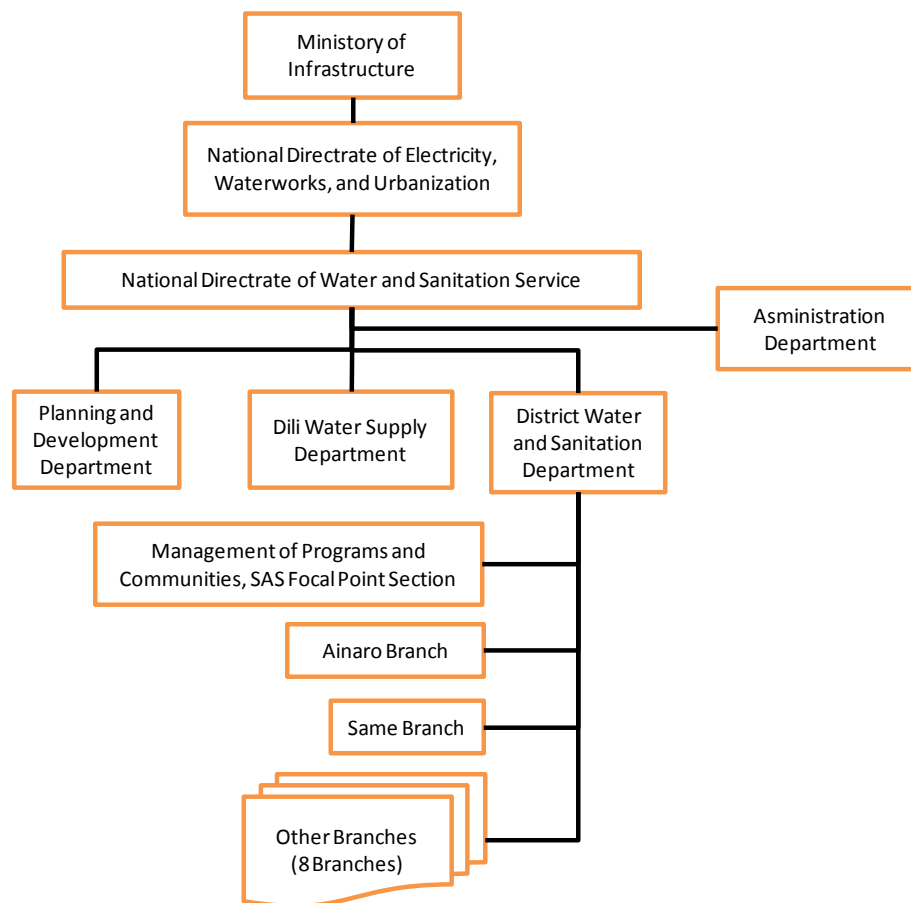 Ministory of
Infrastructure
National Directrate of Electricity,
Waterworks, and Urbanization
National Directrate of Water and Sanitation Service
Asministration
Department
Planning and
Development
Department
Dili Water Supply
Department
District Water
and Sanitation
Department
Management of Programs and
Communities, SAS Focal Point Section
Ainaro Branch
Same Branch
Other Branches
(8 Branches)